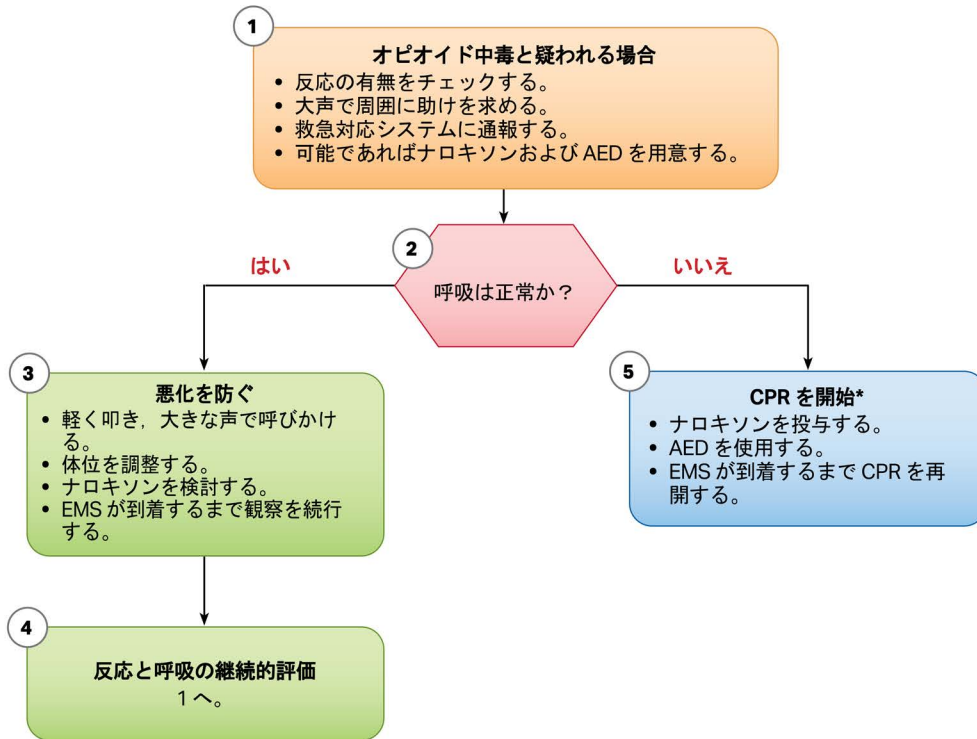 1
オピオイド中毒と疑われる場合
• 反応の有無をチェックする。
• 大声で周囲に助けを求める。
• 救急対応システムに通報する。
• 可能であればナロキソンおよび AED を用意する。
2
呼吸は正常か？
はい
いいえ
3
悪化を防ぐ
• 軽く叩き，大きな声で呼びかけ
る。
• 体位を調整する。
• ナロキソンを検討する。
• EMS が到着するまで観察を続行
する。
4
反応と呼吸の継続的評価
1 へ。
5
CPR を開始*
• ナロキソンを投与する。
• AED を使用する。
• EMS が到着するまで CPR を再
開する。